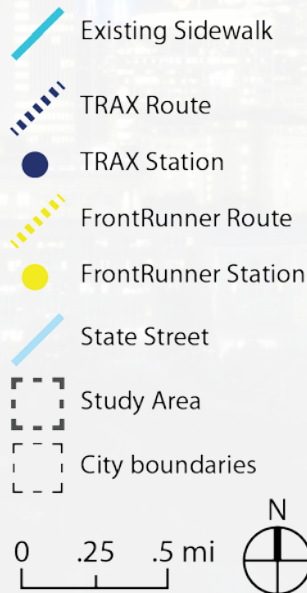 Existing Sidewalk
TRAX Route
TRAX Station
FrontRunner Route
FrontRunner Station
State Street
Study Area
City boundaries
N
0 .25 .5 mi